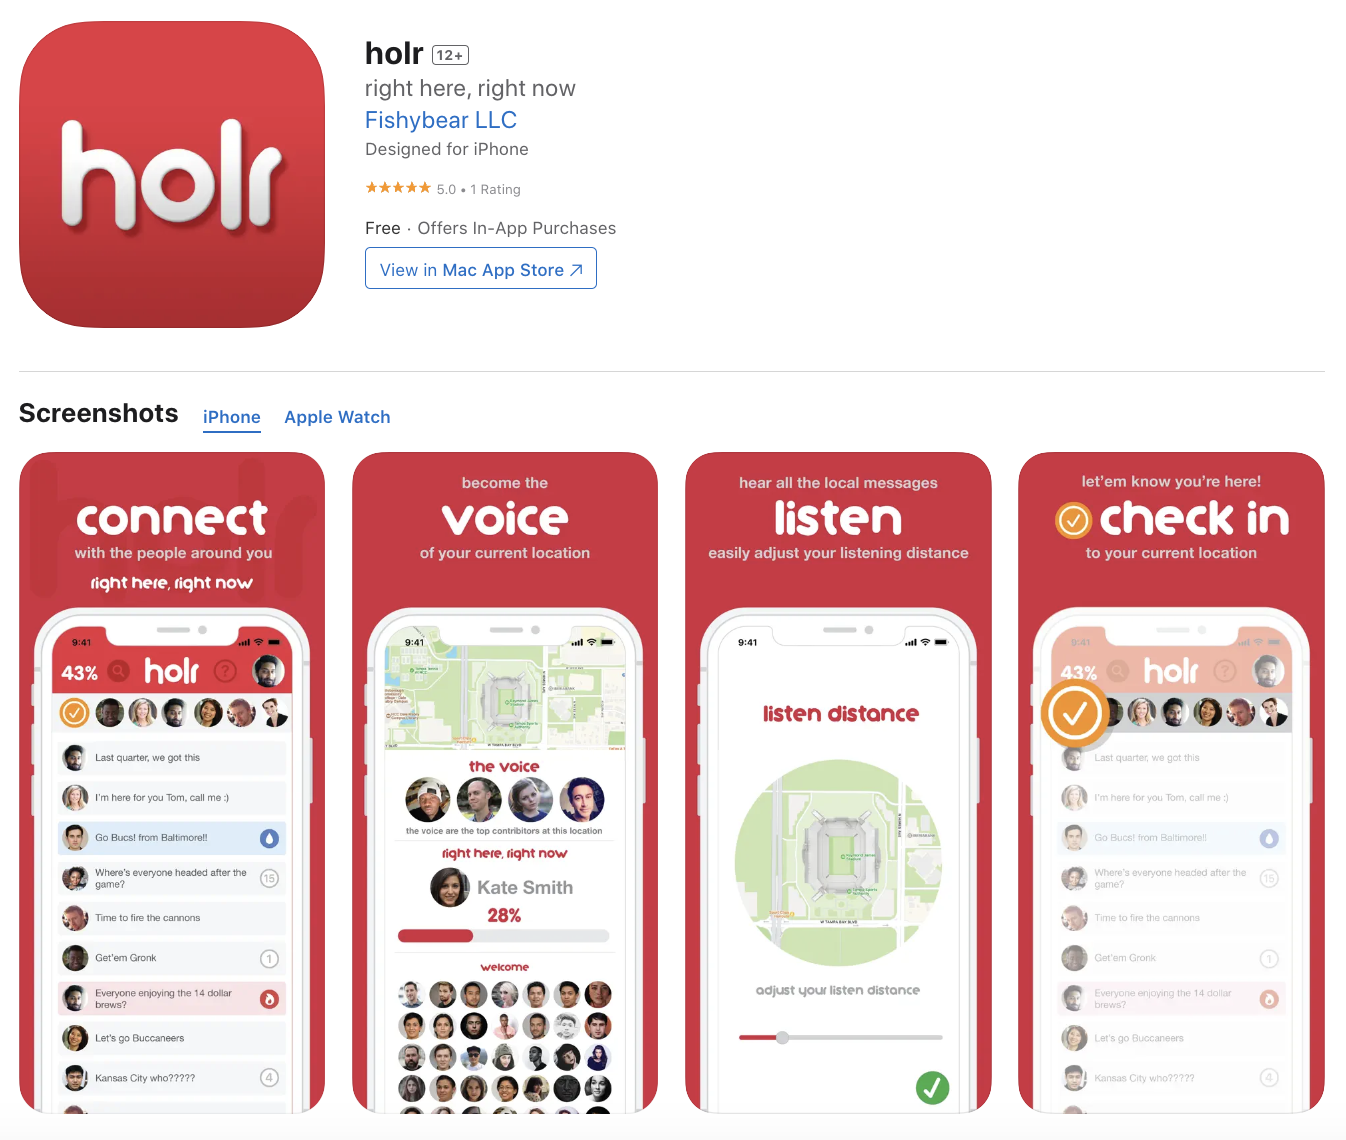 holr
holr 12+
right here, right now
Fishybear LLC
Designed for iPhone
★★★★★ 5.0 • 1 Rating
Free · Offers In-App Purchases
View in Mac App Store ↗
Screenshots iPhone Apple Watch
connect
with the people around you
right here, right now
9:41
43% holr ?
Last quarter, we got this
I'm here for you Tom, call me :)
Go Bucs! from Baltimore!!
Where's everyone headed after the
game?
15
Time to fire the cannons
Get'em Gronk
1
Everyone enjoying the 14 dollar
brews?
Let's go Buccaneers
Kansas City who?????
4
become the
voice
of your current location
9:41
W TAMPA BAY BLVD
the voice
the voice are the top contribitors at this location
right here, right now
Kate Smith
28%
welcome
hear all the local messages
listen
easily adjust your listening distance
9:41
listen distance
W TAMPA BAY BLVD
adjust your listen distance
let'em know you're here!
check in
to your current location
9:41
43% holr ?
Last quarter, we got this
I'm here for you Tom, call me :)
Go Bucs! from Baltimore!!
Where's everyone headed after the
game?
15
Time to fire the cannons
Get'em Gronk
1
Everyone enjoying the 14 dollar
brews?
Let's go Buccaneers
Kansas City who?????
4